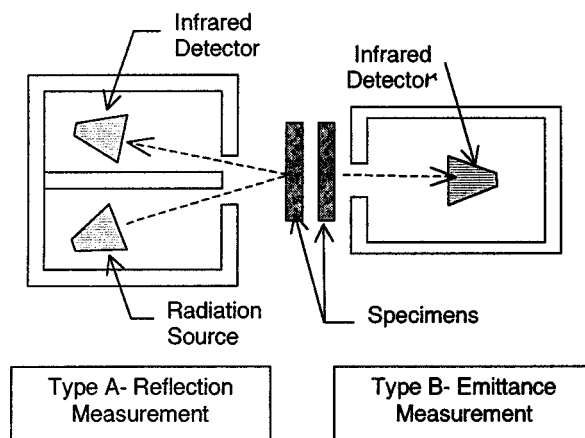 Infrared
Detector
Infrared
Detector
Radiation
Source
Specimens
Type A- Reflection
Measurement
Type B- Emittance
Measurement